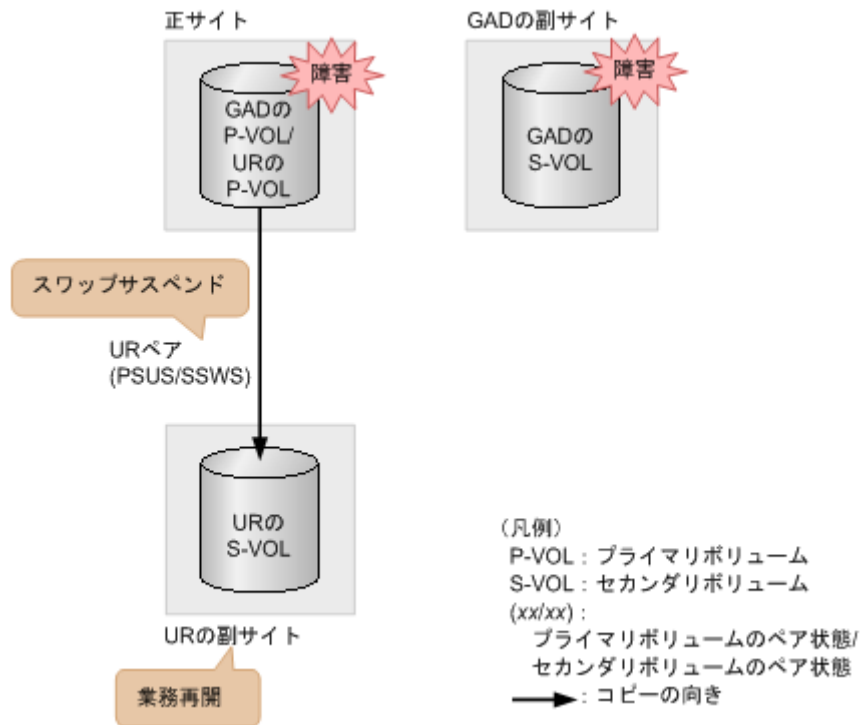 正サイト
GADの副サイト
障害
障害
GADの
P-VOL/
URの
P-VOL
GADの
S-VOL
スワップサスペンド
URペア
(PSUS/SSWS)
URの
S-VOL
URの副サイト
業務再開
（凡例）
P-VOL：プライマリボリューム
S-VOL：セカンダリボリューム
(xx/xx)：
プライマリボリュームのペア状態/
セカンダリボリュームのペア状態
：コピーの向き